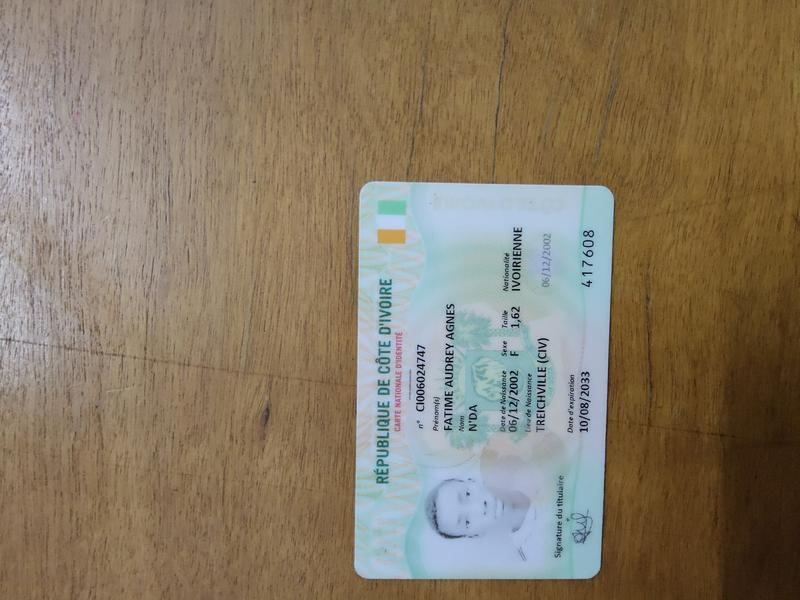 RÉPUBLIQUE DE CÔTE D'IVOIRE
CARTE NATIONALE D'IDENTITÉ
n° CI006024747
Prénom(s)
FATIME AUDREY AGNES
Nom
N'DA
Date de Naissance Sexe Taille Nationalité
06/12/2002 F 1,62 IVOIRIENNE
Lieu de Naissance
TREICHVILLE (CIV)
06/12/2002
Date d'expiration
10/08/2033
417608
Signature du titulaire